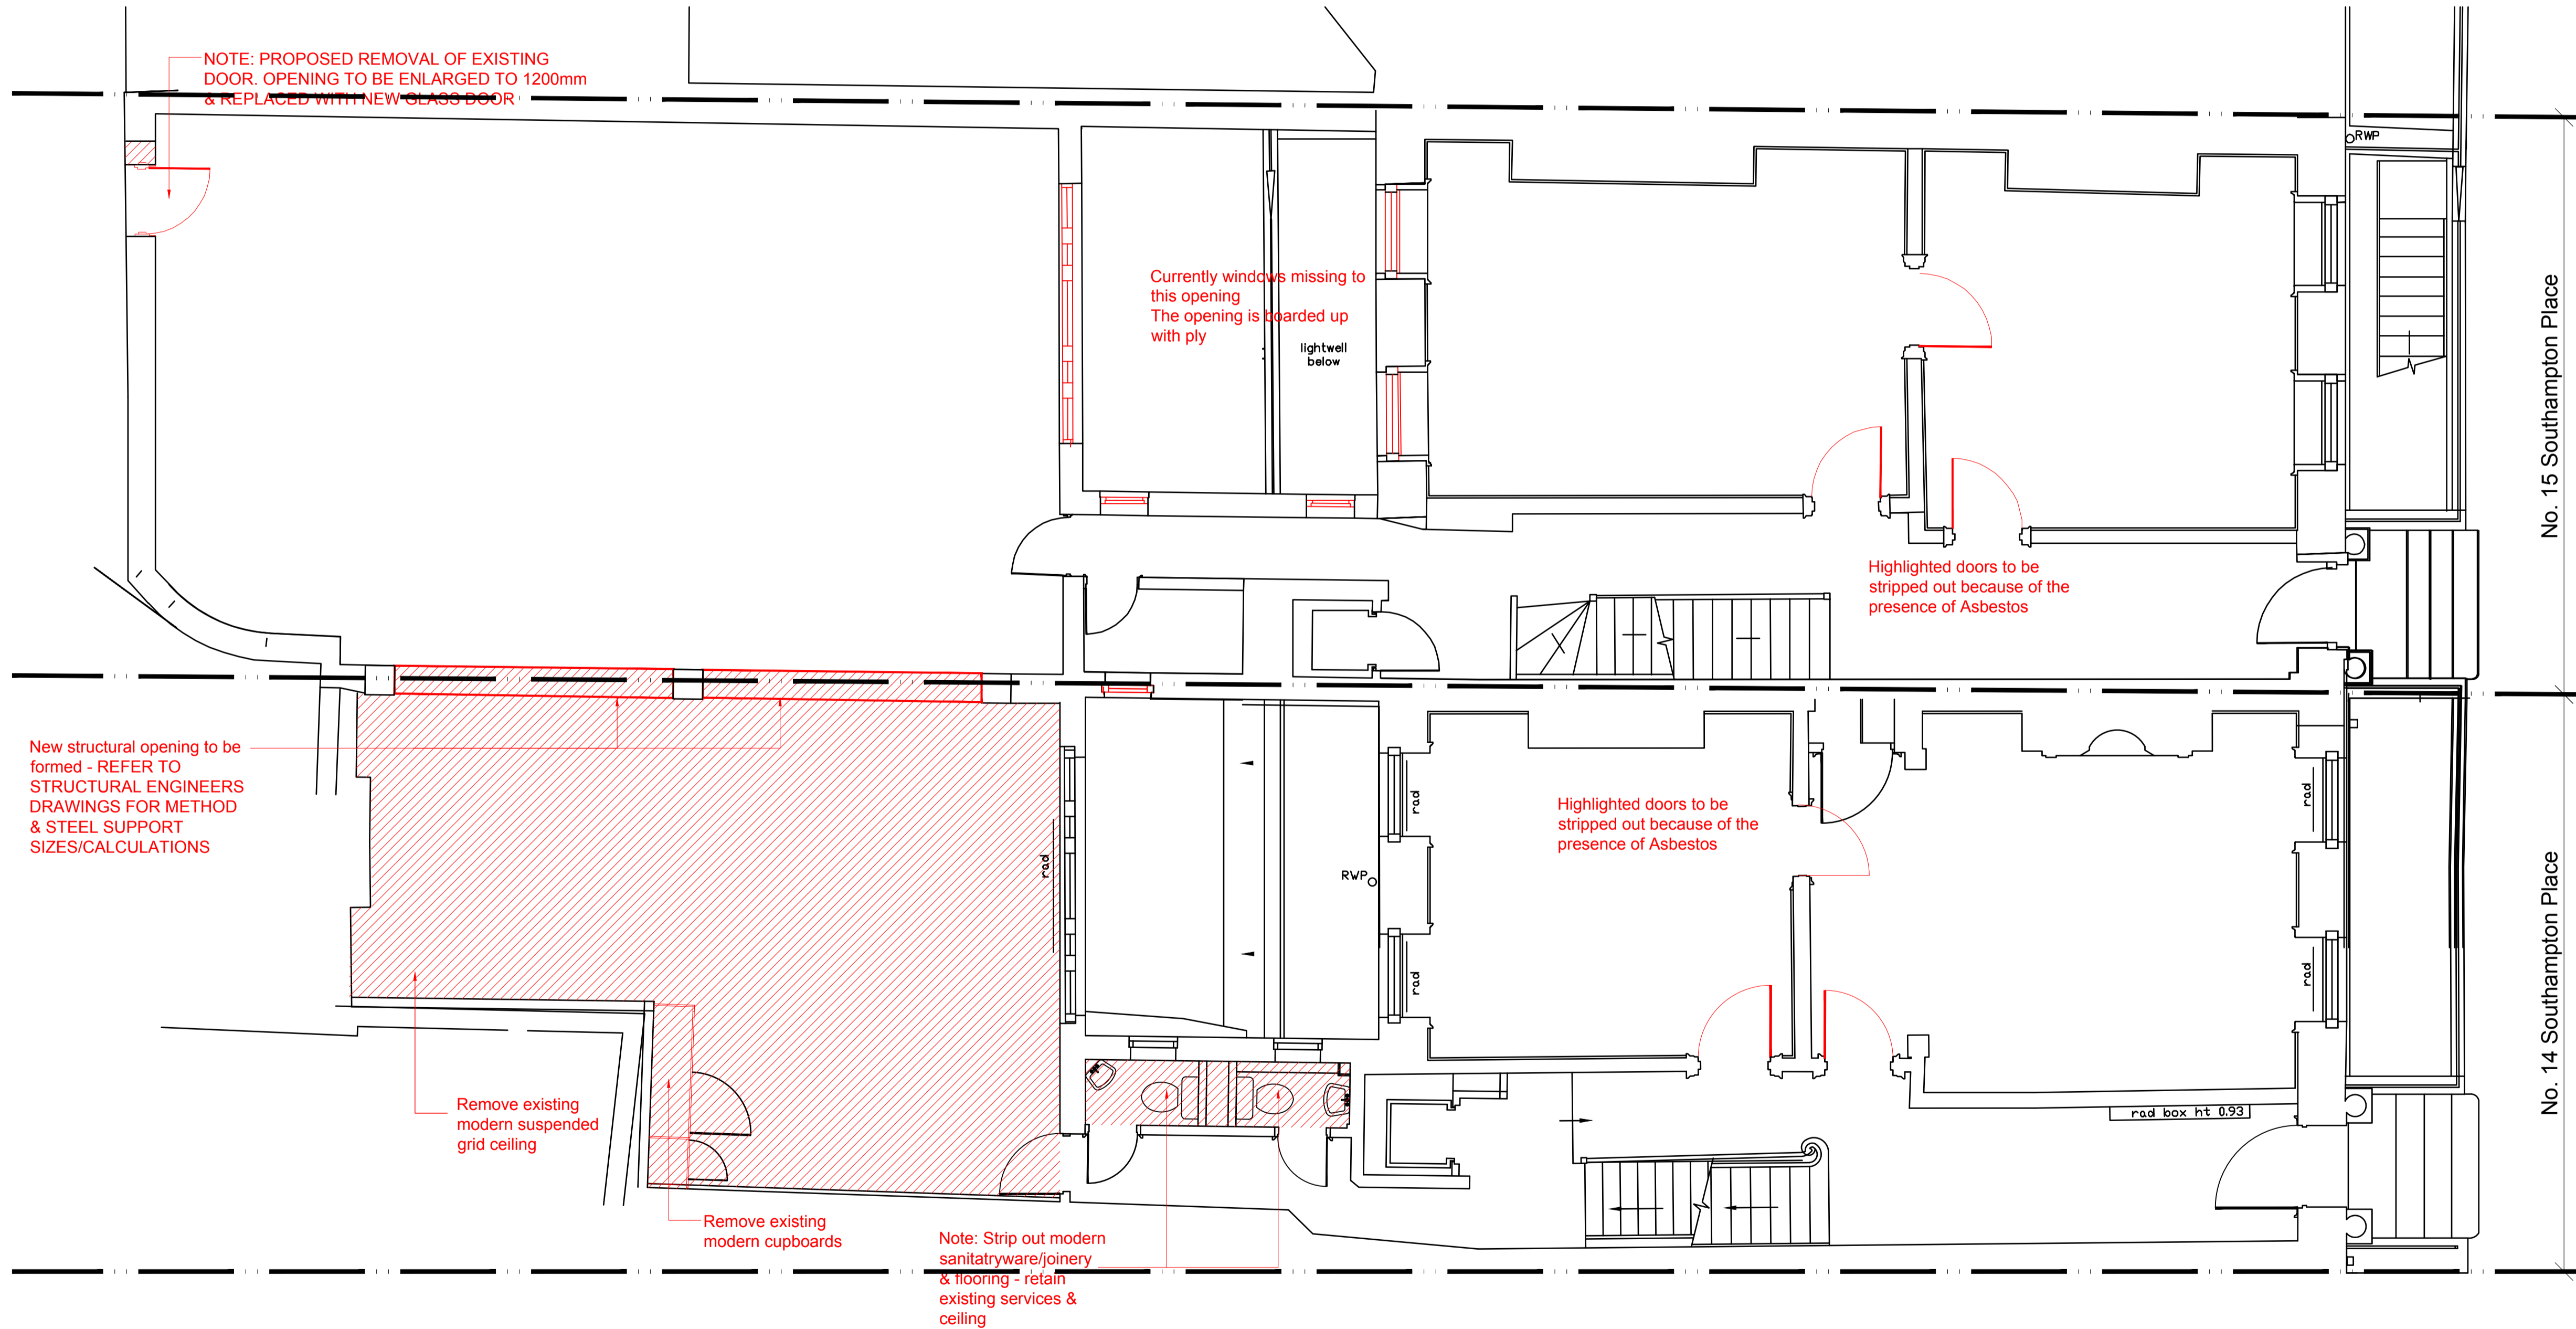 NOTE: PROPOSED REMOVAL OF EXISTING
DOOR. OPENING TO BE ENLARGED TO 1200mm
& REPLACED WITH NEW GLASS DOOR
RWP
Currently windows missing to
this opening
The opening is boarded up
with ply
lightwell
below
No. 15 Southampton Place
Highlighted doors to be
stripped out because of the
presence of Asbestos
New structural opening to be
formed - REFER TO
STRUCTURAL ENGINEERS
DRAWINGS FOR METHOD
& STEEL SUPPORT
SIZES/CALCULATIONS
rad
RWP
rad
rad
Highlighted doors to be
stripped out because of the
presence of Asbestos
rad
rad
No. 14 Southampton Place
rad box ht 0.93
Remove existing
modern suspended
grid ceiling
Remove existing
modern cupboards
Note: Strip out modern
sanitatryware/joinery
& flooring - retain
existing services &
ceiling